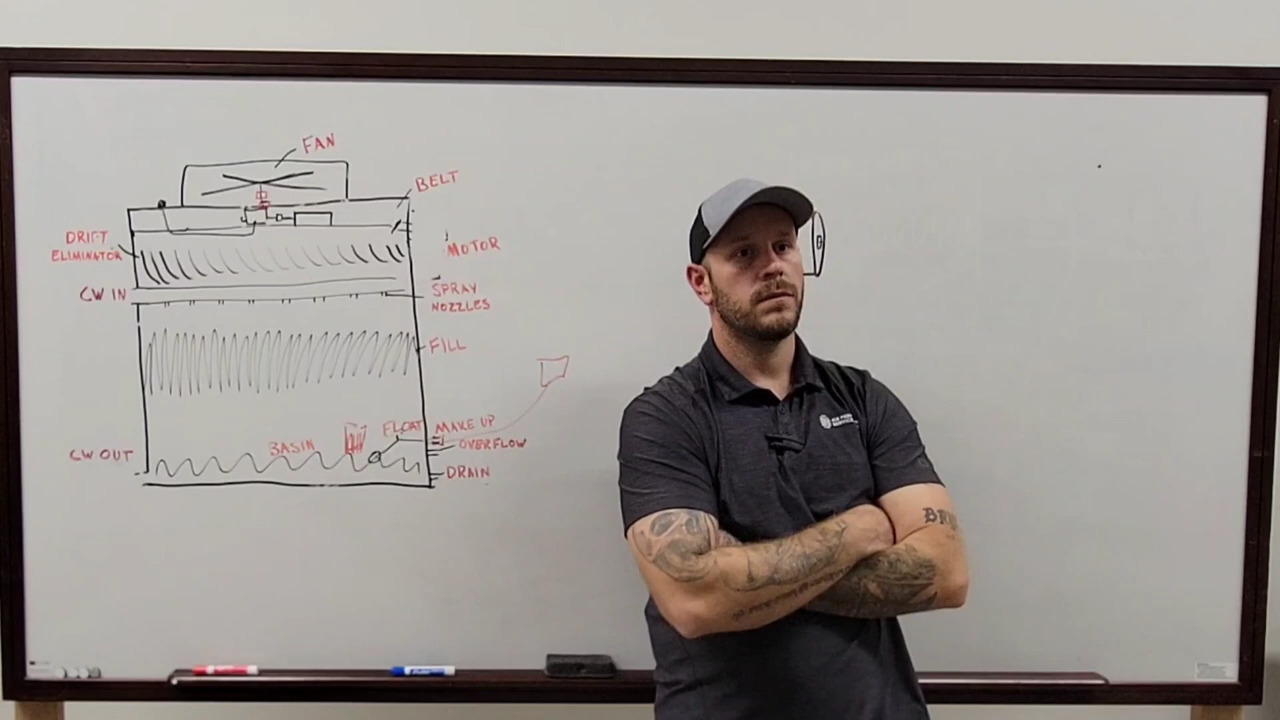 FAN
BELT
DRIFT
ELIMINATOR
MOTOR
CW IN
SPRAY
NOZZLES
FILL
FLOAT
MAKE UP
BASIN
OVERFLOW
CW OUT
DRAIN